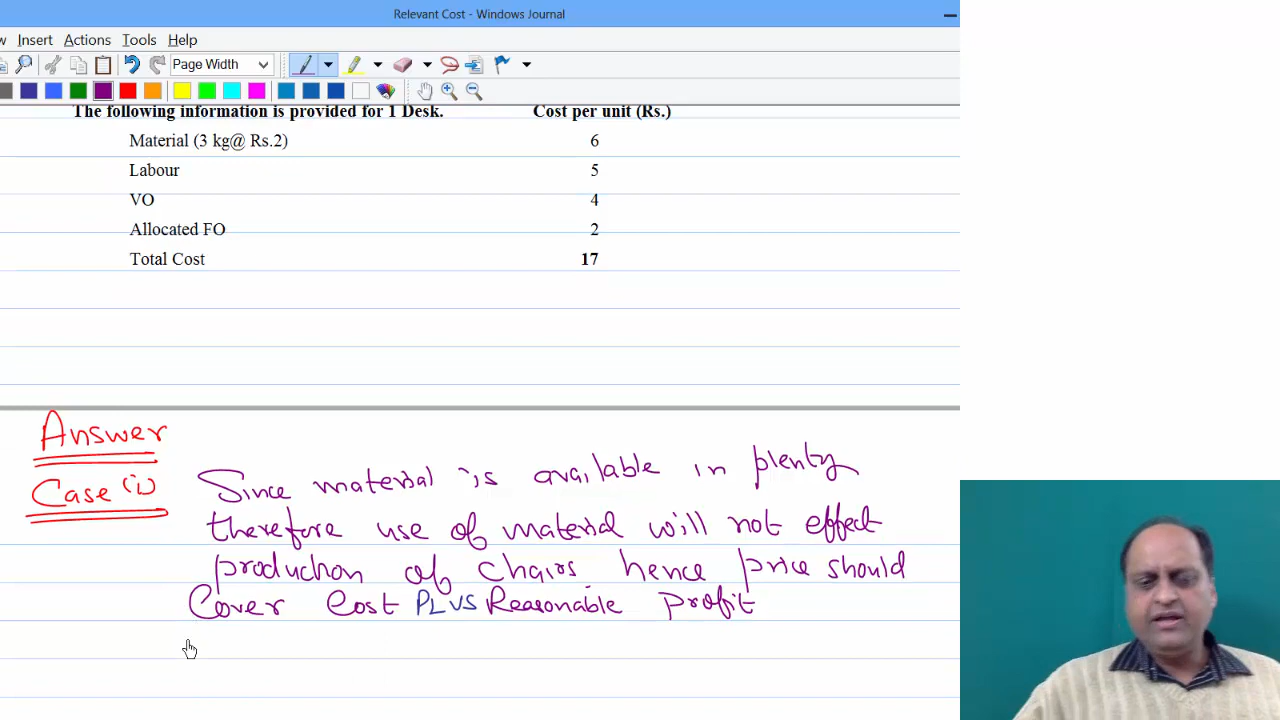 Relevant Cost - Windows Journal
Insert Actions Tools Help
Page Width
The following information is provided for 1 Desk. Cost per unit (Rs.)
Material (3 kg@ Rs.2) 6
Labour 5
VO 4
Allocated FO 2
Total Cost 17
Answer
Case (i)
Since material is available in plenty
therefore use of material will not effect
production of chairs hence price should
Cover Cost PLUS Reasonable profit